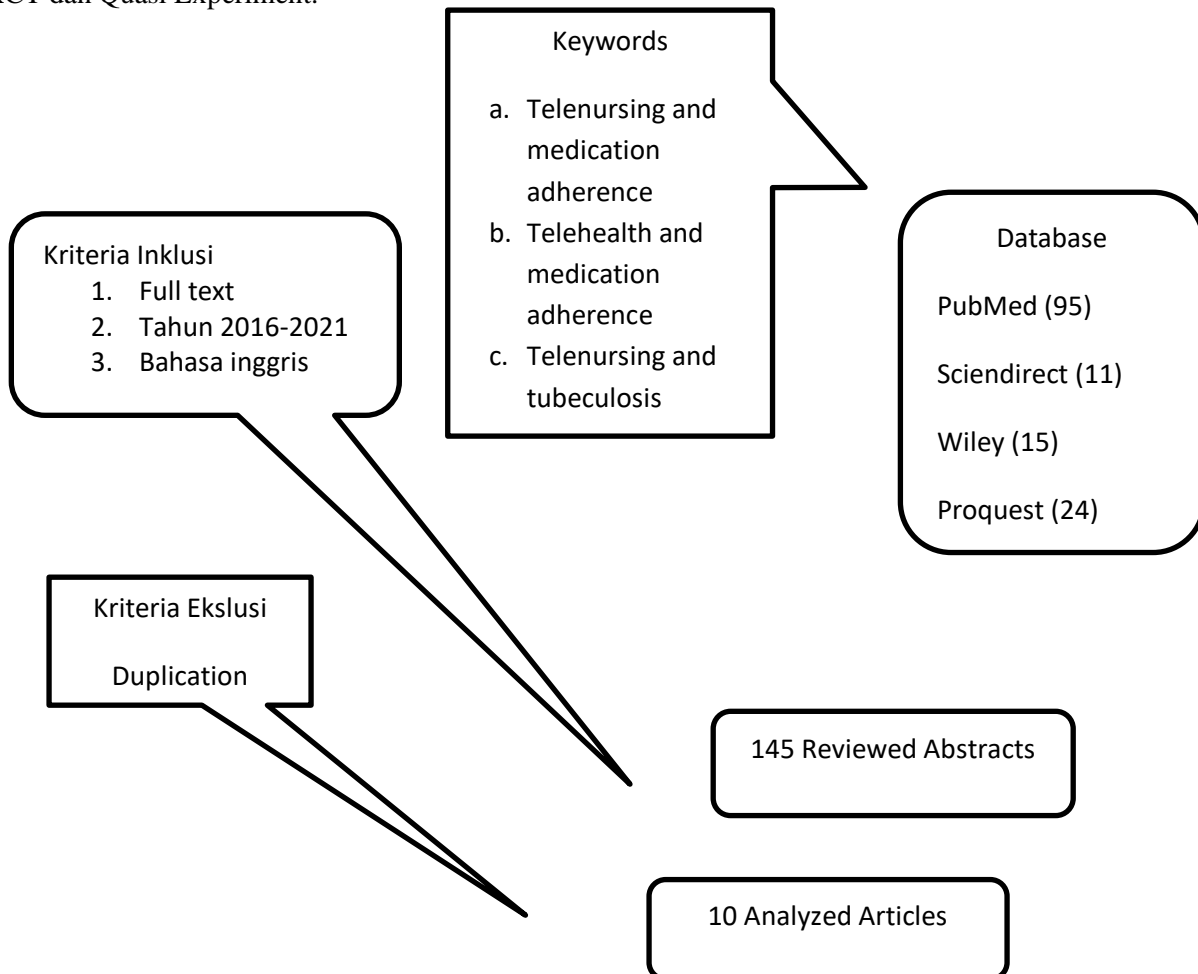 dan Quasi Experiment.
Keywords
a. Telenursing and
medication
adherence
b. Telehealth and
medication
adherence
c. Telenursing and
tubeculosis
Kriteria Inklusi
1. Full text
2. Tahun 2016-2021
3. Bahasa inggris
Database
PubMed (95)
Sciendirect (11)
Wiley (15)
Proquest (24)
Kriteria Ekslusi
Duplication
145 Reviewed Abstracts
10 Analyzed Articles